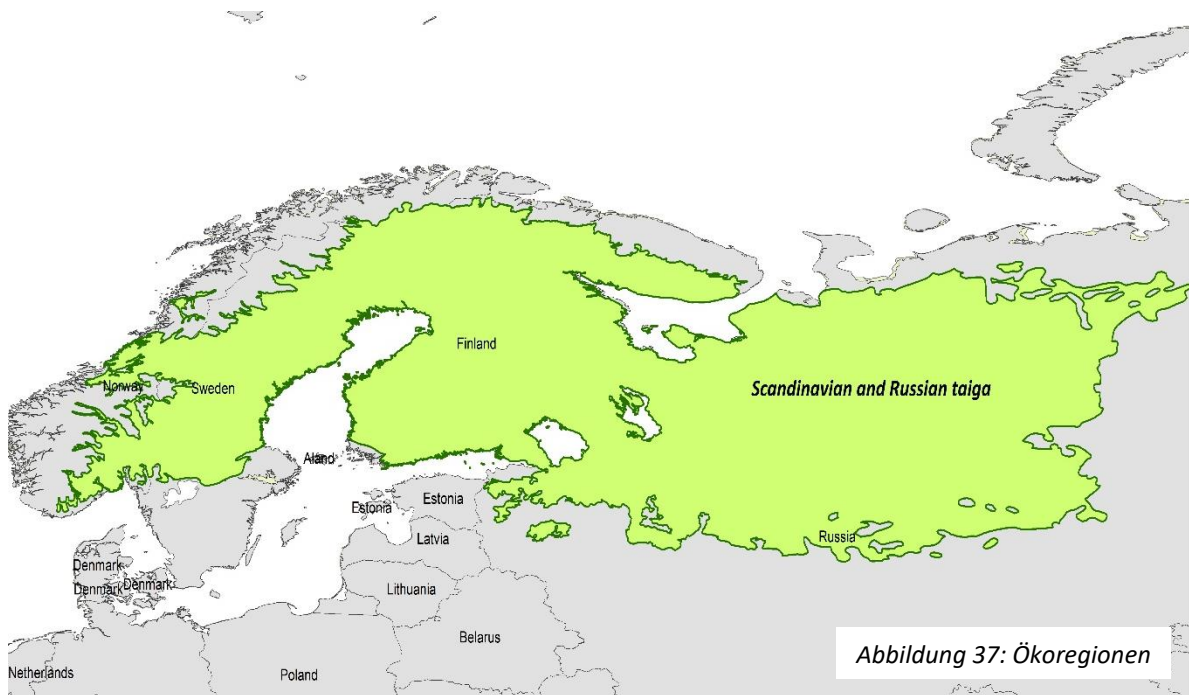 Finland
Norway
Sweden
Scandinavian and Russian taiga
Åland
Estonia
Estonia
Russia
Latvia
Denmark
Denmark
Denmark
Lithuania
Belarus
Netherlands
Poland
Abbildung 37: Ökoregionen